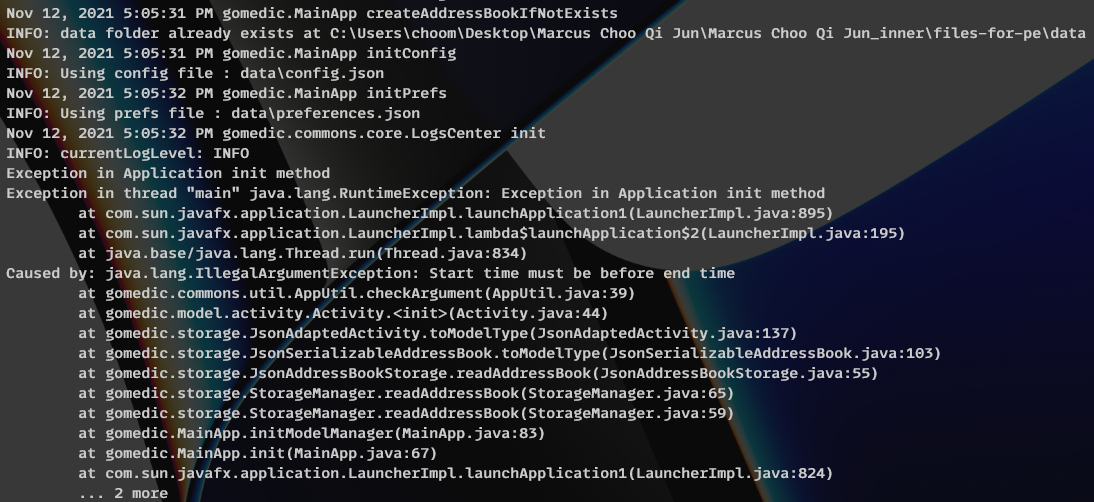 Nov 12, 2021 5:05:31 PM gomedic.MainApp createAddressBookIfNotExists
INFO: data folder already exists at C:\Users\choom\Desktop\Marcus Choo Qi Jun\Marcus Choo Qi Jun_inner\files-for-pe\data
Nov 12, 2021 5:05:31 PM gomedic.MainApp initConfig
INFO: Using config file : data\config.json
Nov 12, 2021 5:05:32 PM gomedic.MainApp initPrefs
INFO: Using prefs file : data\preferences.json
Nov 12, 2021 5:05:32 PM gomedic.commons.core.LogsCenter init
INFO: currentLogLevel: INFO
Exception in Application init method
Exception in thread "main" java.lang.RuntimeException: Exception in Application init method
        at com.sun.javafx.application.LauncherImpl.launchApplication1(LauncherImpl.java:895)
        at com.sun.javafx.application.LauncherImpl.lambda$launchApplication$2(LauncherImpl.java:195)
        at java.base/java.lang.Thread.run(Thread.java:834)
Caused by: java.lang.IllegalArgumentException: Start time must be before end time
        at gomedic.commons.util.AppUtil.checkArgument(AppUtil.java:39)
        at gomedic.model.activity.Activity.<init>(Activity.java:44)
        at gomedic.storage.JsonAdaptedActivity.toModelType(JsonAdaptedActivity.java:137)
        at gomedic.storage.JsonSerializableAddressBook.toModelType(JsonSerializableAddressBook.java:103)
        at gomedic.storage.JsonAddressBookStorage.readAddressBook(JsonAddressBookStorage.java:55)
        at gomedic.storage.StorageManager.readAddressBook(StorageManager.java:65)
        at gomedic.storage.StorageManager.readAddressBook(StorageManager.java:59)
        at gomedic.MainApp.initModelManager(MainApp.java:83)
        at gomedic.MainApp.init(MainApp.java:67)
        at com.sun.javafx.application.LauncherImpl.launchApplication1(LauncherImpl.java:824)
        ... 2 more